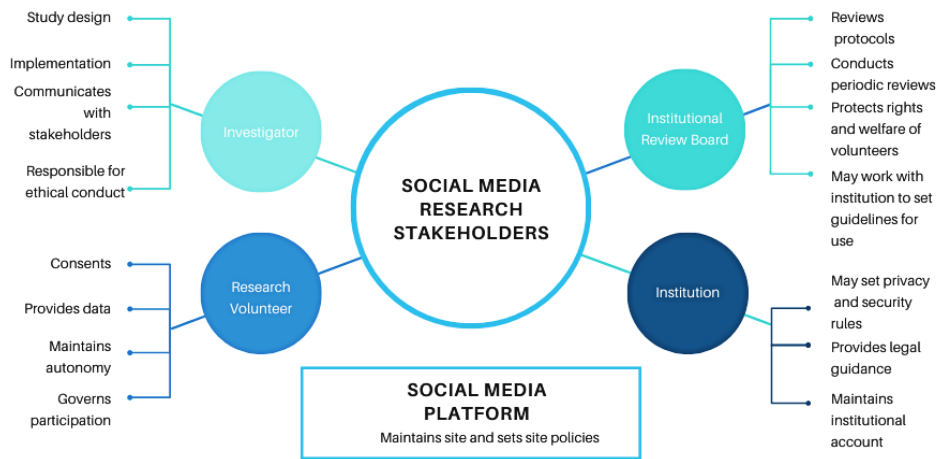 Study design
Implementation
Communicates
with
stakeholders
Responsible for
ethical conduct
Investigator
Consents
Provides data
Maintains
autonomy
Governs
participation
Research
Volunteer
SOCIAL MEDIA
RESEARCH
STAKEHOLDERS
Institutional
Review Board
Reviews
protocols
Conducts
periodic reviews
Protects rights
and welfare of
volunteers
May work with
institution to set
guidelines for
use
Institution
May set privacy
and security
rules
Provides legal
guidance
Maintains
institutional
account
SOCIAL MEDIA
PLATFORM
Maintains site and sets site policies